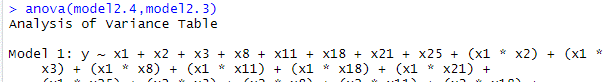 > anova(model2.4,model2.3)
Analysis of Variance Table
Model 1: y ~ x1 + x2 + x3 + x8 + x11 + x18 + x21 + x25 + (x1 * x2) + (x1 *
x3) + (x1 * x8) + (x1 * x11) + (x1 * x18) + (x1 * x21) +